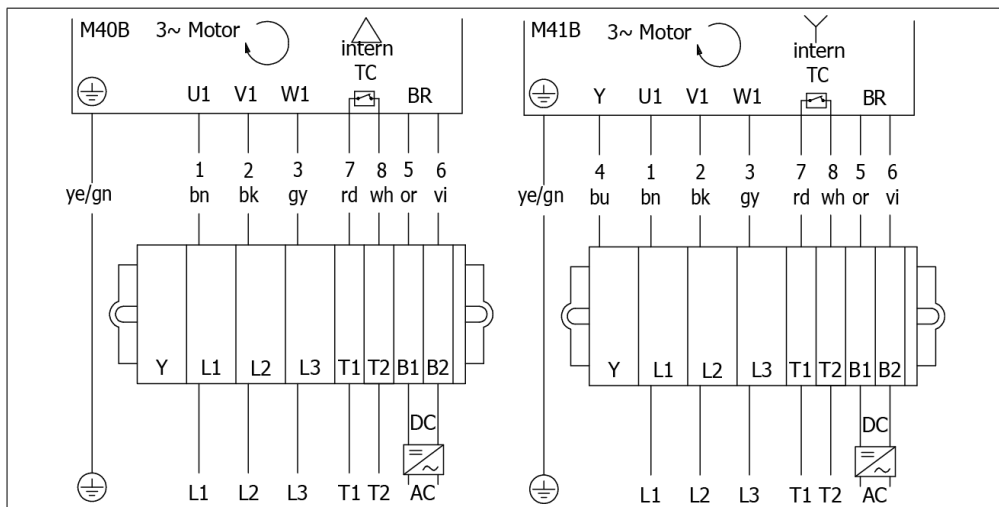 M40B 3~ Motor
intern
TC
U1 V1 W1 BR
1 2 3 7 8 5 6
ye/gn bn bk gy rd wh or vi
Y L1 L2 L3 T1 T2 B1 B2
DC
L1 L2 L3 T1 T2 AC
M41B 3~ Motor
intern
TC
Y U1 V1 W1 BR
4 1 2 3 7 8 5 6
ye/gn bu bn bk gy rd wh or vi
Y L1 L2 L3 T1 T2 B1 B2
DC
L1 L2 L3 T1 T2 AC